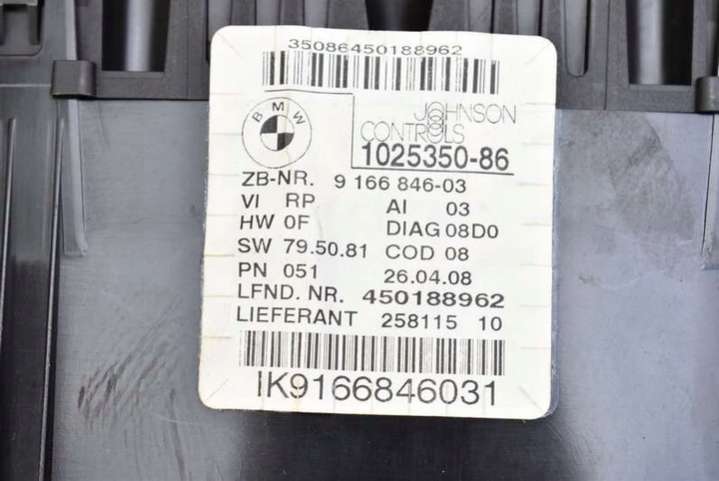 35086450188962
BMW
JOHNSON
CONTROLS
1025350-86
ZB-NR. 9 166 846-03
VI RP AI 03
HW 0F DIAG 08D0
SW 79.50.81 COD 08
PN 051 26.04.08
LFND. NR. 450188962
LIEFERANT 258115 10
IK9166846031